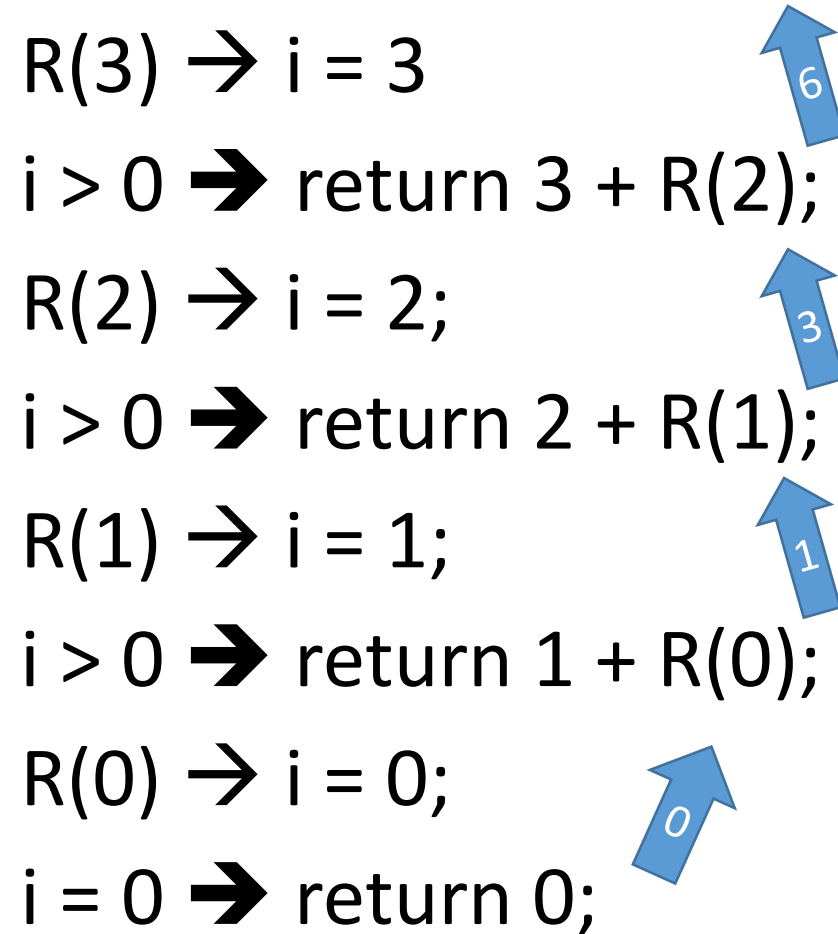 R(3) → i = 3
6
i > 0 🡺 return 3 + R(2);
R(2) → i = 2;
3
i > 0 🡺 return 2 + R(1);
R(1) → i = 1;
1
i > 0 🡺 return 1 + R(0);
R(0) → i = 0;
0
i = 0 🡺 return 0;